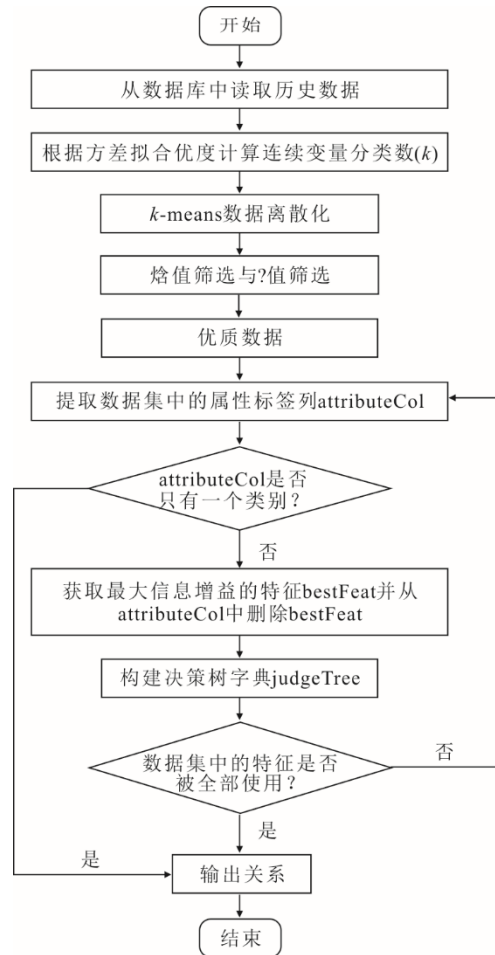 开始
从数据库中读取历史数据
根据方差拟合优度计算连续变量分类数(k)
k-means数据离散化
焓值筛选与?值筛选
优质数据
提取数据集中的属性标签列attributeCol
attributeCol是否
只有一个类别？
否
获取最大信息增益的特征bestFeat并从
attributeCol中删除bestFeat
构建决策树字典judgeTree
数据集中的特征是否
被全部使用？
否
是
是
输出关系
结束